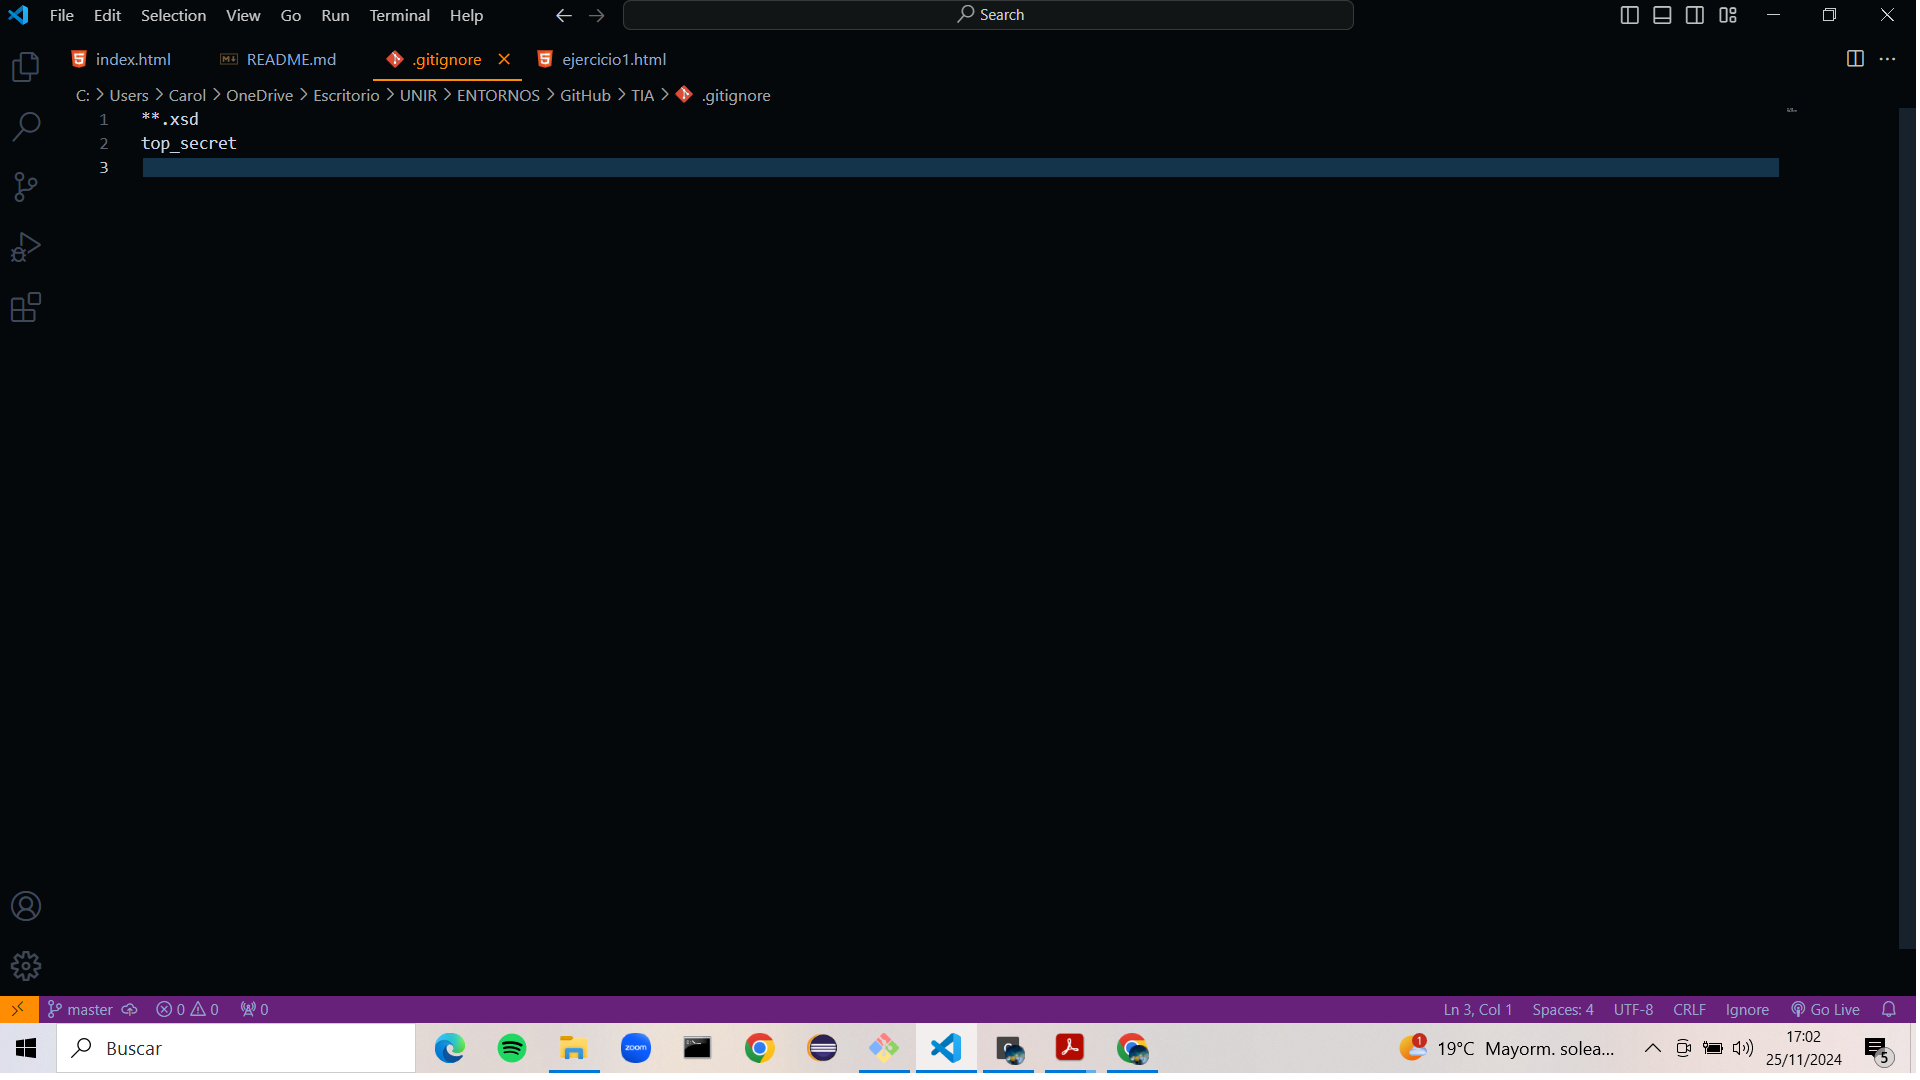 File Edit Selection View Go Run Terminal Help
Search
index.html README.md .gitignore ejercicio1.html
C: > Users > Carol > OneDrive > Escritorio > UNIR > ENTORNOS > GitHub > TIA > .gitignore
1 **.xsd
2 top_secret
3
master 0 0 0 Ln 3, Col 1 Spaces: 4 UTF-8 CRLF Ignore Go Live
Buscar
zoom
1 19°C Mayorm. solea...
17:02
25/11/2024
5